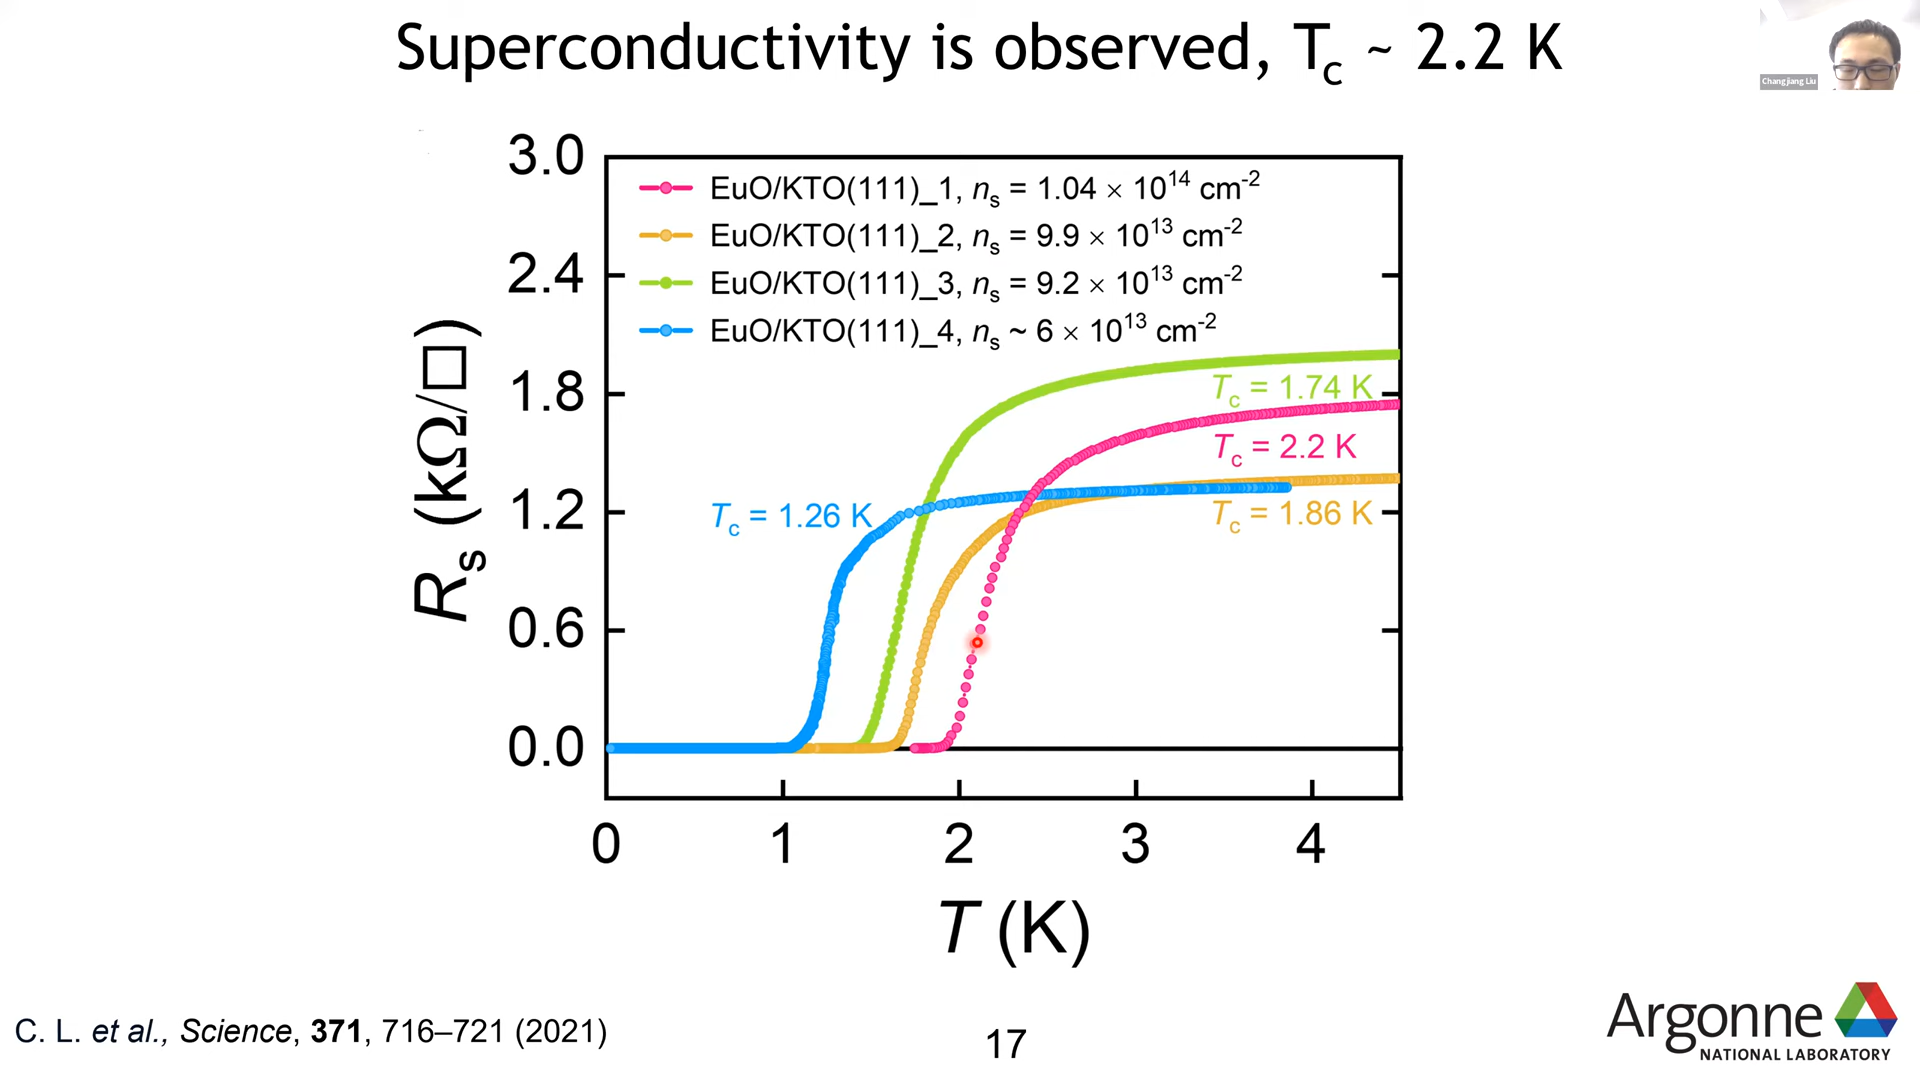 Superconductivity is observed, Tc ~ 2.2 K
Changjiang Liu
3.0
2.4
1.8
1.2
0.6
0.0
Rs (kΩ/□)
EuO/KTO(111)_1, ns = 1.04 × 10^14 cm^-2
EuO/KTO(111)_2, ns = 9.9 × 10^13 cm^-2
EuO/KTO(111)_3, ns = 9.2 × 10^13 cm^-2
EuO/KTO(111)_4, ns ~ 6 × 10^13 cm^-2
Tc = 1.74 K
Tc = 2.2 K
Tc = 1.26 K
Tc = 1.86 K
0 1 2 3 4
T (K)
C. L. et al., Science, 371, 716–721 (2021)
17
Argonne
NATIONAL LABORATORY